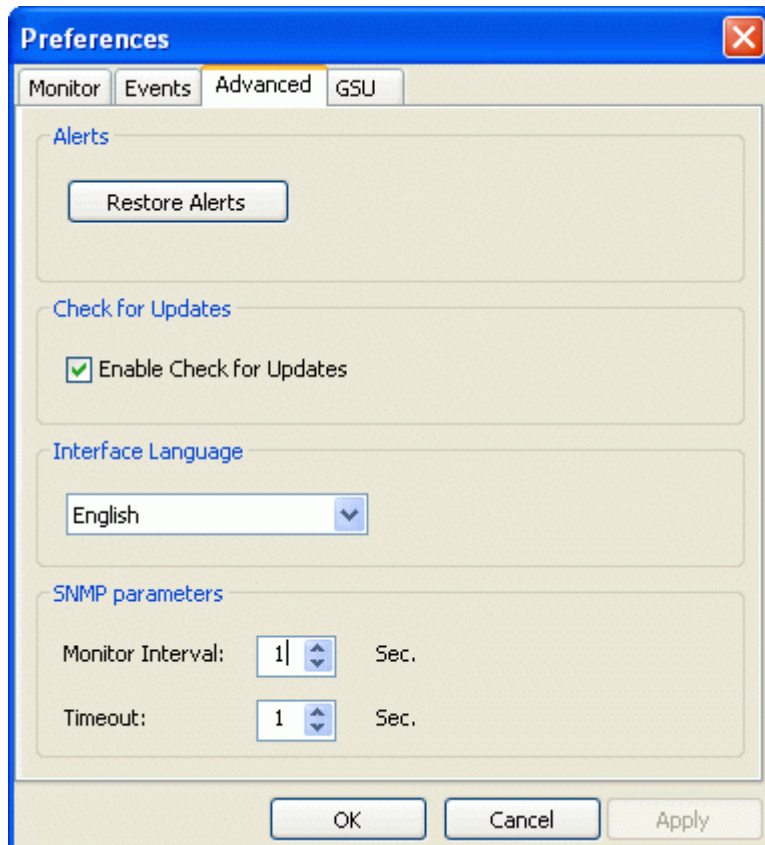 Preferences
Monitor Events Advanced GSU
Alerts
Restore Alerts
Check for Updates
Enable Check for Updates
Interface Language
English
SNMP parameters
Monitor Interval: 1 Sec.
Timeout: 1 Sec.
OK Cancel Apply